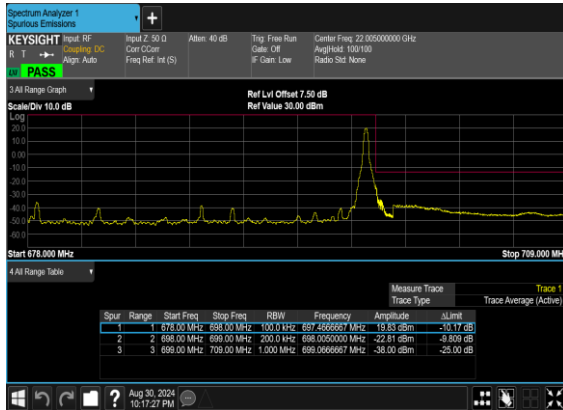 Spectrum Analyzer 1
Spurious Emissions
KEYSIGHT Input: RF Input Z: 50 Ω Atten: 40 dB Trig: Free Run Center Freq: 22.005000000 GHz
R T Coupling: DC Corr CCorr Gate: Off Avg|Hold: 100/100
Align: Auto Freq Ref: Int (S) IF Gain: Low Radio Std: None
PASS
3 All Range Graph
Ref Lvl Offset 7.50 dB
Scale/Div 10.0 dB Ref Value 30.00 dBm
Log
20.0
10.0
0.00
-10.0
-20.0
-30.0
-40.0
-50.0
-60.0
Start 678.000 MHz Stop 709.000 MH
4 All Range Table
Measure Trace Trace 1
Trace Type Trace Average (Active)
Spur Range Start Freq Stop Freq RBW Frequency Amplitude ΔLimit
1 1 678.00 MHz 698.00 MHz 100.0 kHz 697.4666667 MHz 19.83 dBm -10.17 dB
2 2 698.00 MHz 699.00 MHz 200.0 kHz 698.0050000 MHz -22.81 dBm -9.809 dB
3 3 699.00 MHz 709.00 MHz 1.000 MHz 699.0666667 MHz -38.00 dBm -25.00 dB
? Aug 30, 2024
10:17:27 PM